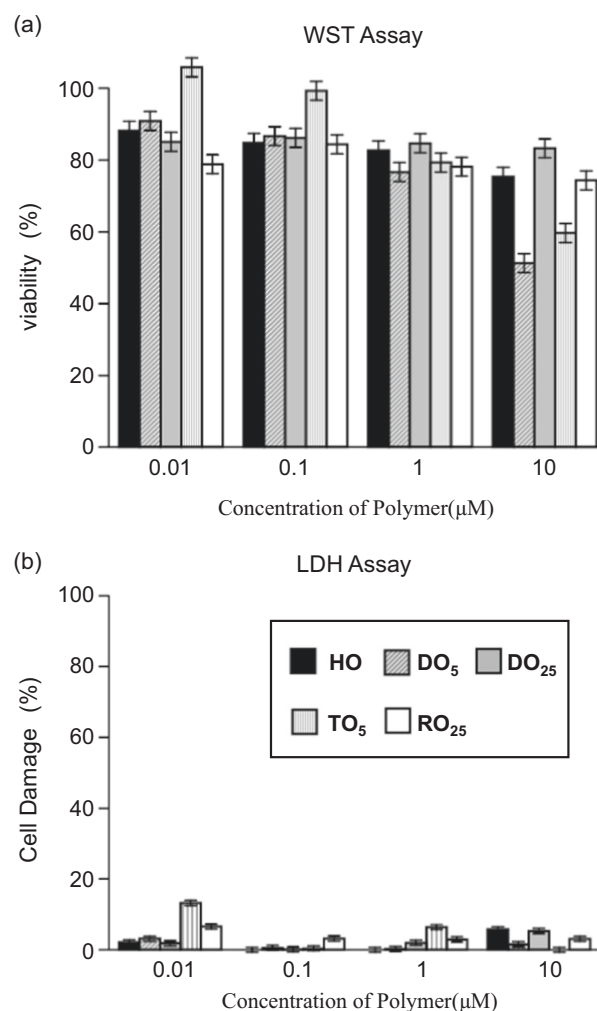 (a)
WST Assay
viability (%)
100
80
60
40
20
0
0.01 0.1 1 10
Concentration of Polymer(μM)
(b)
LDH Assay
Cell Damage (%)
100
80
60
40
20
0
HO DO5 DO25
TO5 RO25
0.01 0.1 1 10
Concentration of Polymer(μM)